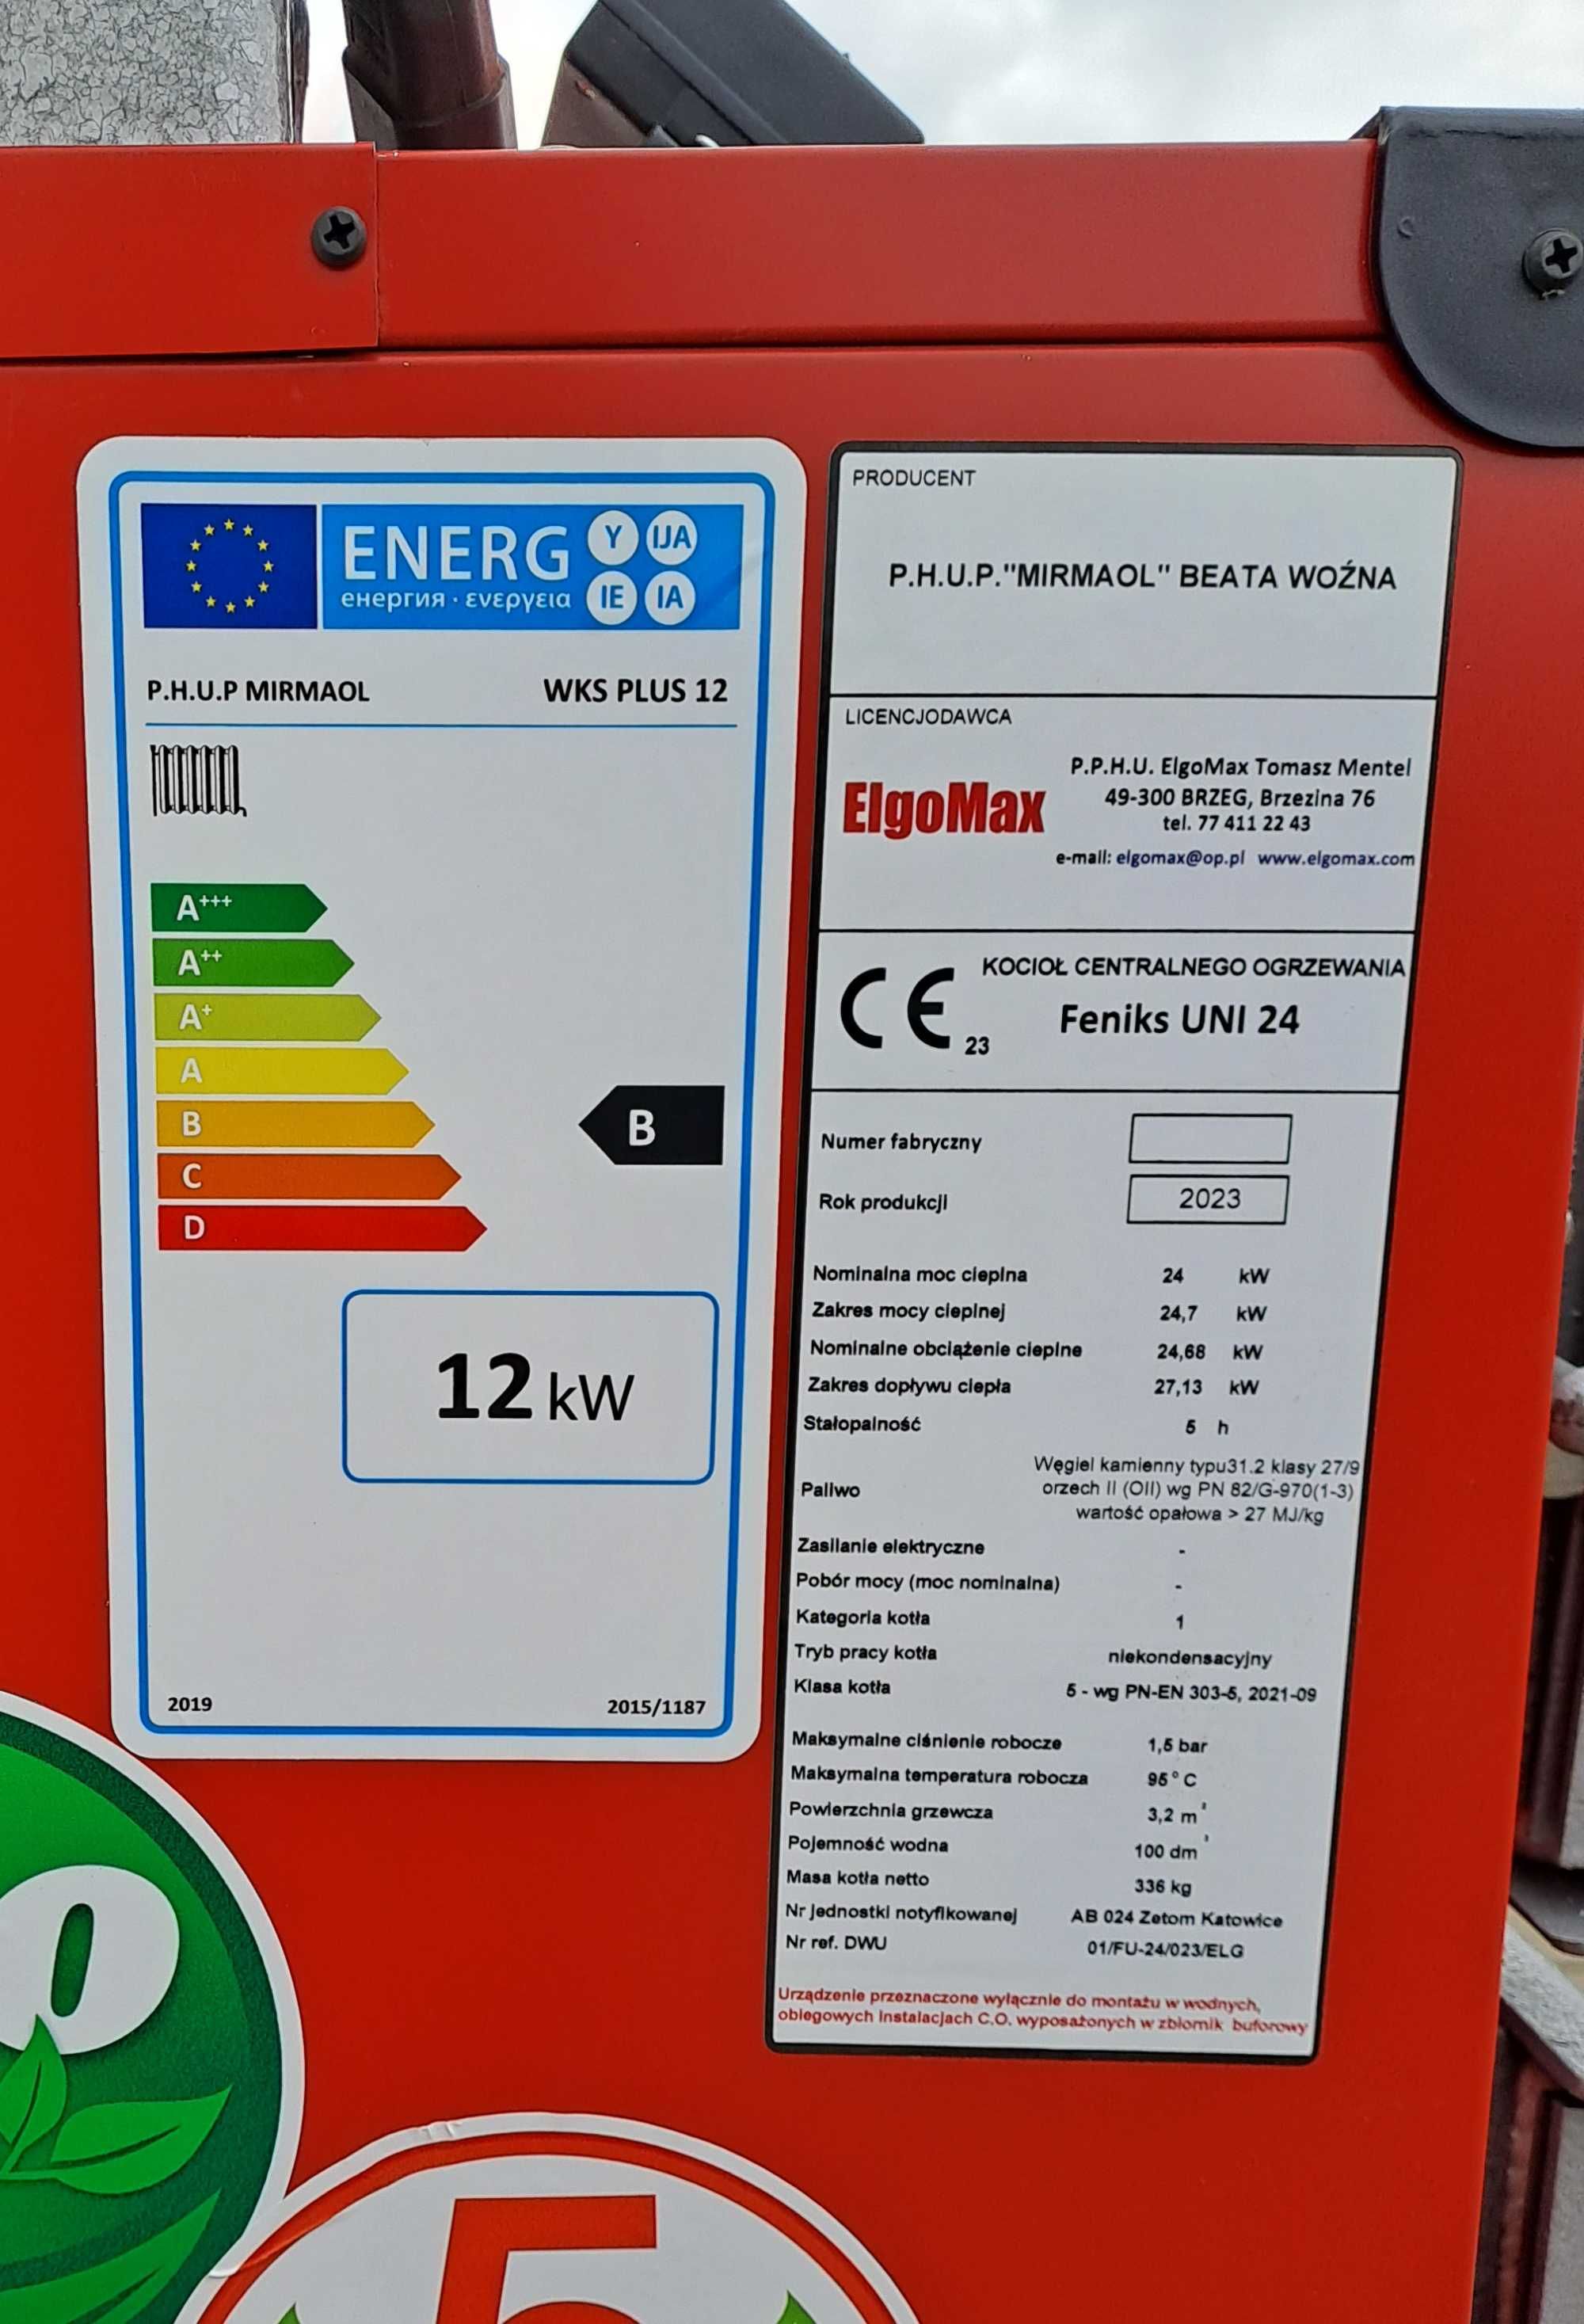 ENERG
Y IJA
IE IA
енергия · ενεργεια
P.H.U.P MIRMAOL WKS PLUS 12
A+++
A++
A+
A
B
B
C
D
12 kW
2019 2015/1187
PRODUCENT
P.H.U.P."MIRMAOL" BEATA WOŹNA
LICENCJODAWCA
ElgoMax
P.P.H.U. ElgoMax Tomasz Mentel
49-300 BRZEG, Brzezina 76
tel. 77 411 22 43
e-mail: elgomax@op.pl www.elgomax.com
CE 23
KOCIOŁ CENTRALNEGO OGRZEWANIA
Feniks UNI 24
Numer fabryczny
Rok produkcji 2023
Nominalna moc cieplna 24 kW
Zakres mocy cieplnej 24,7 kW
Nominalne obciążenie cieplne 24,68 kW
Zakres dopływu ciepła 27,13 kW
Stałopalność 5 h
Paliwo Węgiel kamienny typu31.2 klasy 27/9
orzech II (OII) wg PN 82/G-970(1-3)
wartość opałowa > 27 MJ/kg
Zasilanie elektryczne -
Pobór mocy (moc nominalna) -
Kategoria kotła 1
Tryb pracy kotła niekondensacyjny
Klasa kotła 5 - wg PN-EN 303-5, 2021-09
Maksymalne ciśnienie robocze 1,5 bar
Maksymalna temperatura robocza 95° C
Powierzchnia grzewcza 3,2 m²
Pojemność wodna 100 dm³
Masa kotła netto 336 kg
Nr jednostki notyfikowanej AB 024 Zetom Katowice
Nr ref. DWU 01/FU-24/023/ELG
Urządzenie przeznaczone wyłącznie do montażu w wodnych,
obiegowych instalacjach C.O. wyposażonych w zbiornik buforowy
o
5